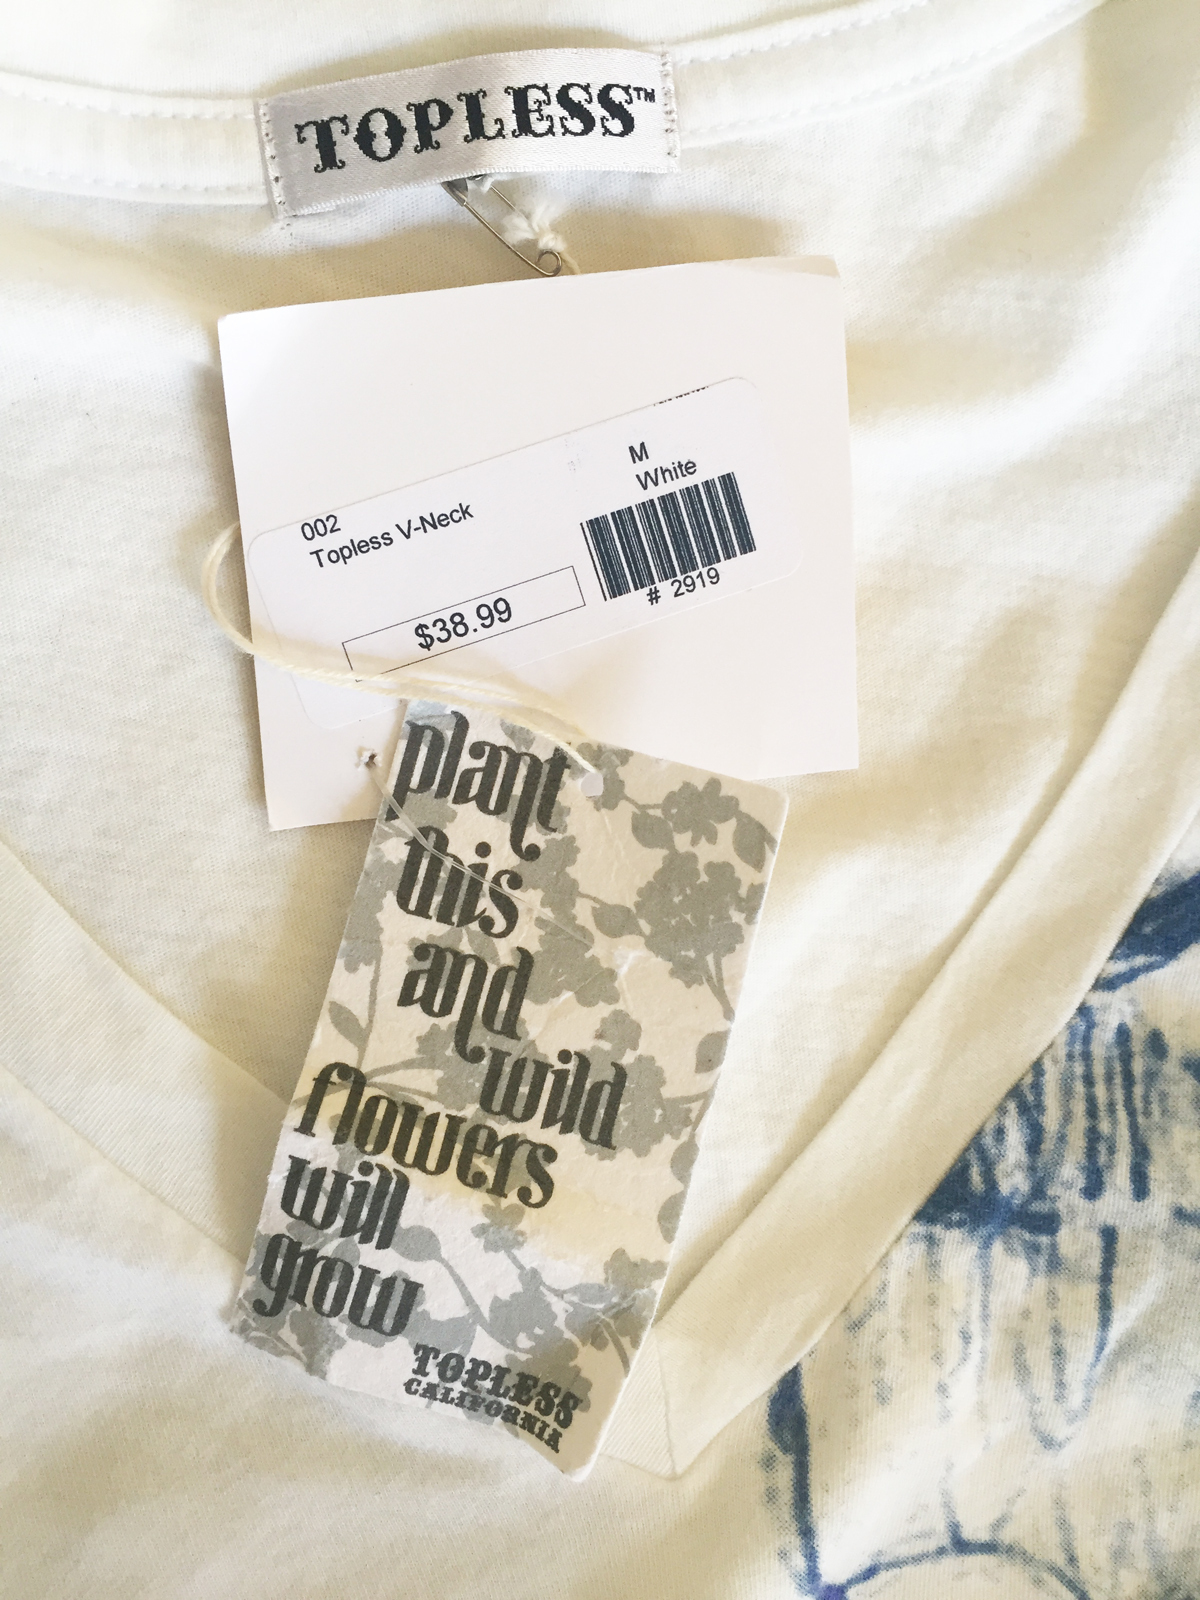 TOPLESS™
M
White
002
Topless V-Neck
$38.99
# 2919
plant
this
and
wild
flowers
will
grow
TOPLESS
CALIFORNIA